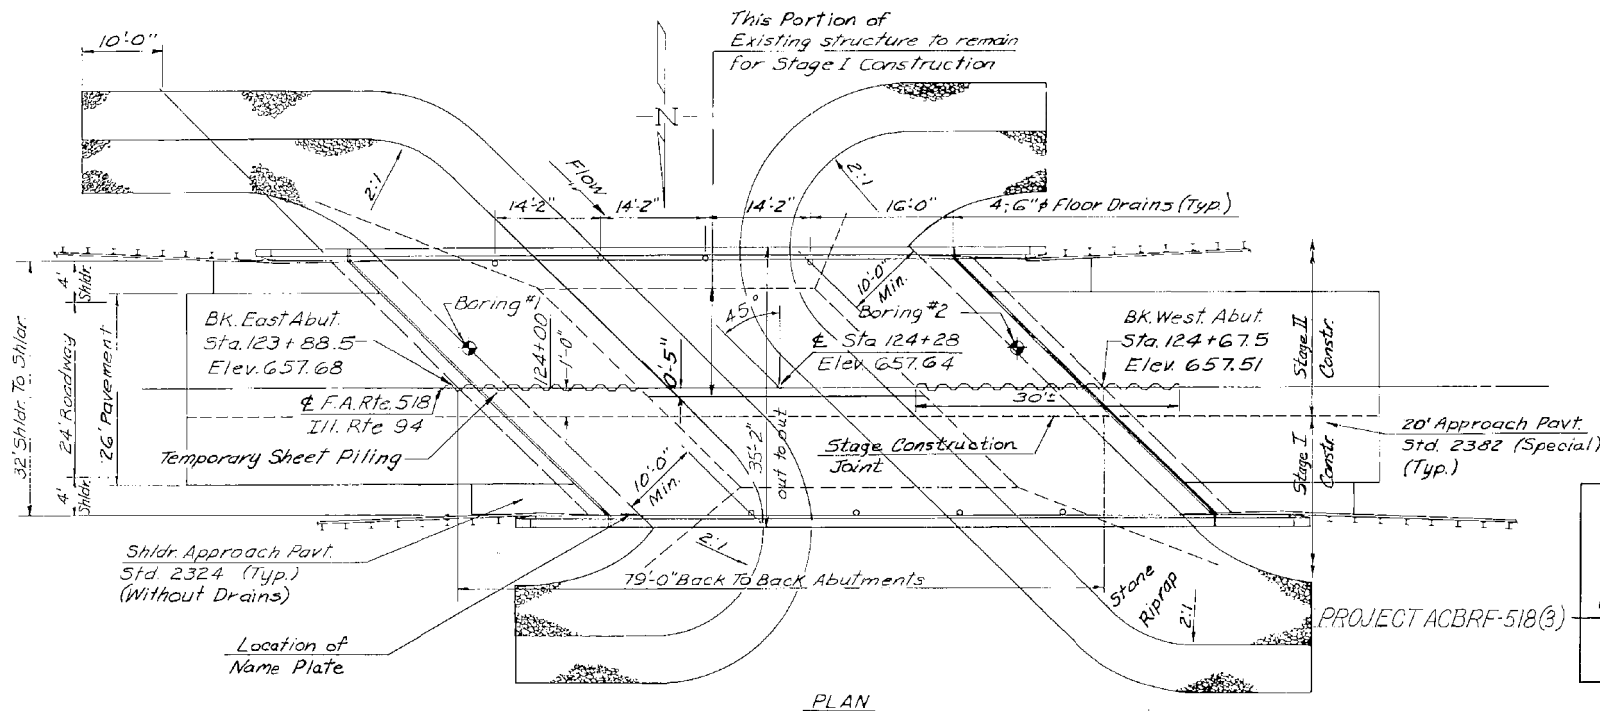 This Portion of
Existing structure to remain
for Stage I Construction
10'-0"
N
Flow
2:1
2:1
14'-2"
14'-2"
14'-2"
16'-0"
4,-6"ϕ Floor Drains (Typ.)
4'
Shldr.
32' Shldr. To Shldr.
24' Roadway
26' Pavement
4'
Shldr.
BK. East Abut.
Sta. 123 + 88.5
Elev. 657.68
Boring #1
124+00
1'-0"
0'-5"
45°
10'-0"
Min.
Boring #2
℄ Sta 124+28
Elev. 657.64
BK. West. Abut.
Sta. 124+67.5
Elev. 657.51
Stage II
Constr.
℄ F.A. Rte. 518
Ill. Rte 94
30'±
Temporary Sheet Piling
10'-0"
Min.
35'-2"
out to out
Stage Construction
Joint
Stage I
Constr.
20' Approach Pavt.
Std. 2382 (Special)
(Typ.)
Shldr. Approach Pavt.
Std. 2324 (Typ.)
(Without Drains)
2:1
79'-0" Back To Back Abutments
Stone
Riprap
2:1
PROJECT ACBRF-518(3)
Location of
Name Plate
PLAN